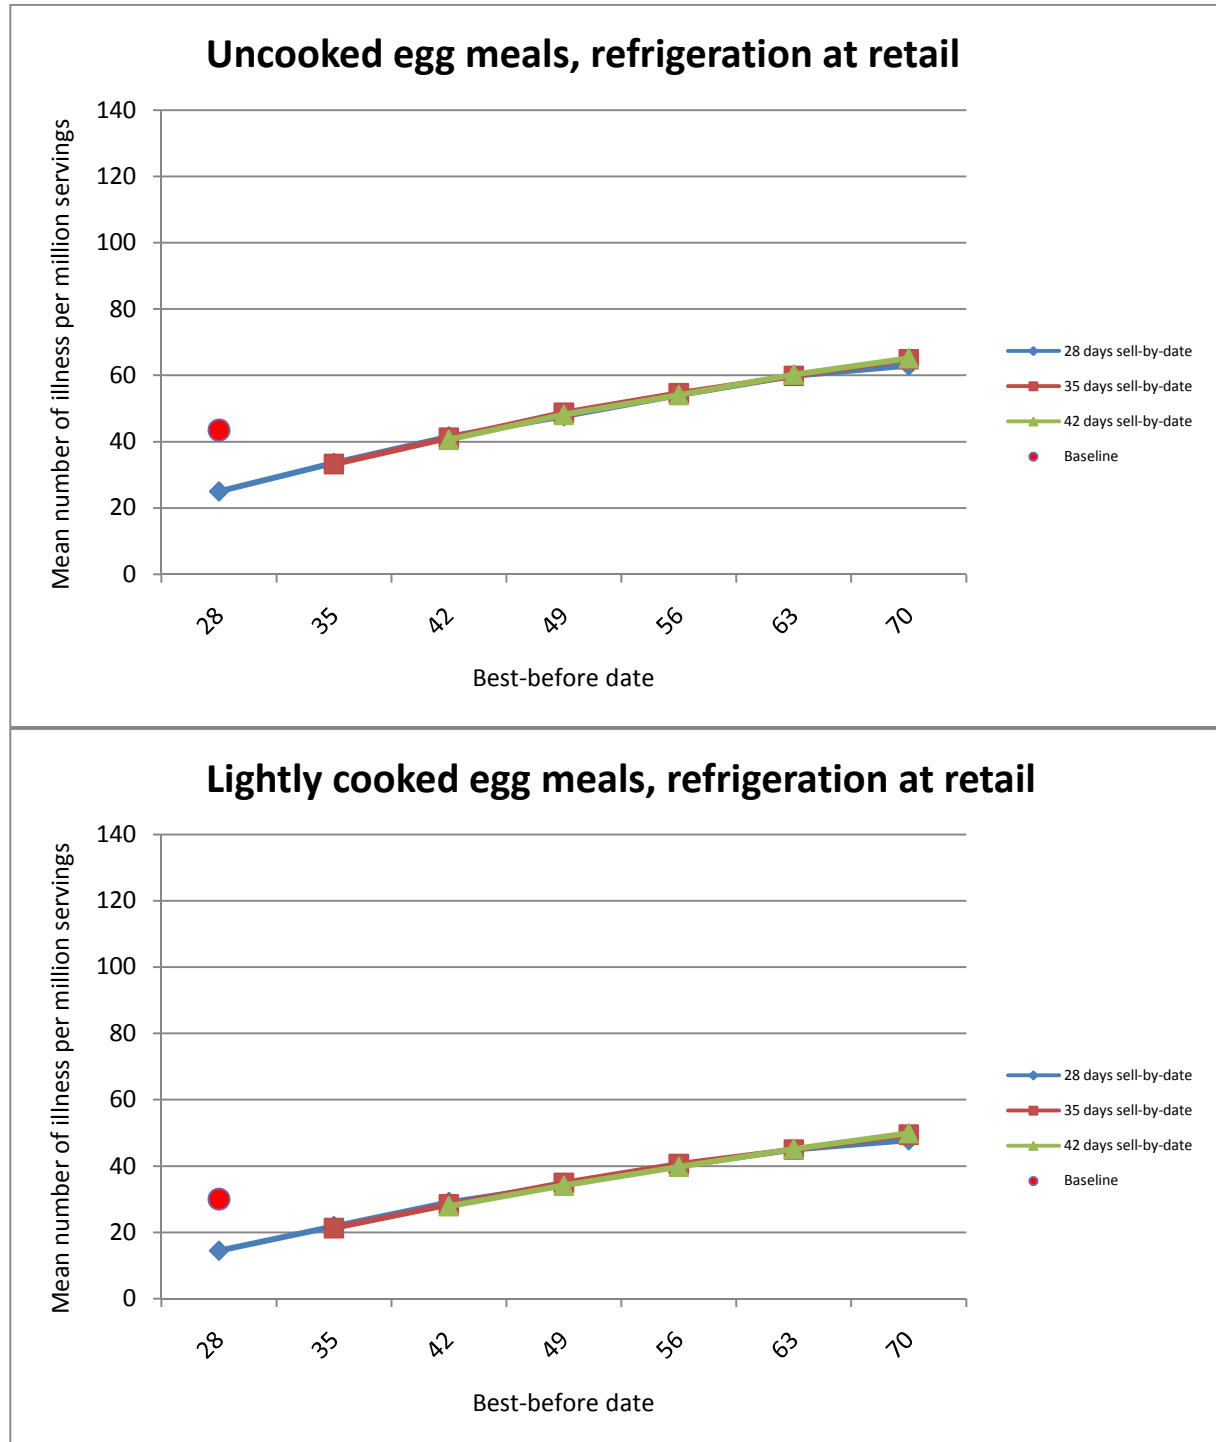 Uncooked egg meals, refrigeration at retail
Mean number of illness per million servings
140
120
100
80
60
40
20
0
28
35
42
49
56
63
70
Best-before date
28 days sell-by-date
35 days sell-by-date
42 days sell-by-date
Baseline
Lightly cooked egg meals, refrigeration at retail
Mean number of illness per million servings
140
120
100
80
60
40
20
0
28
35
42
49
56
63
70
Best-before date
28 days sell-by-date
35 days sell-by-date
42 days sell-by-date
Baseline